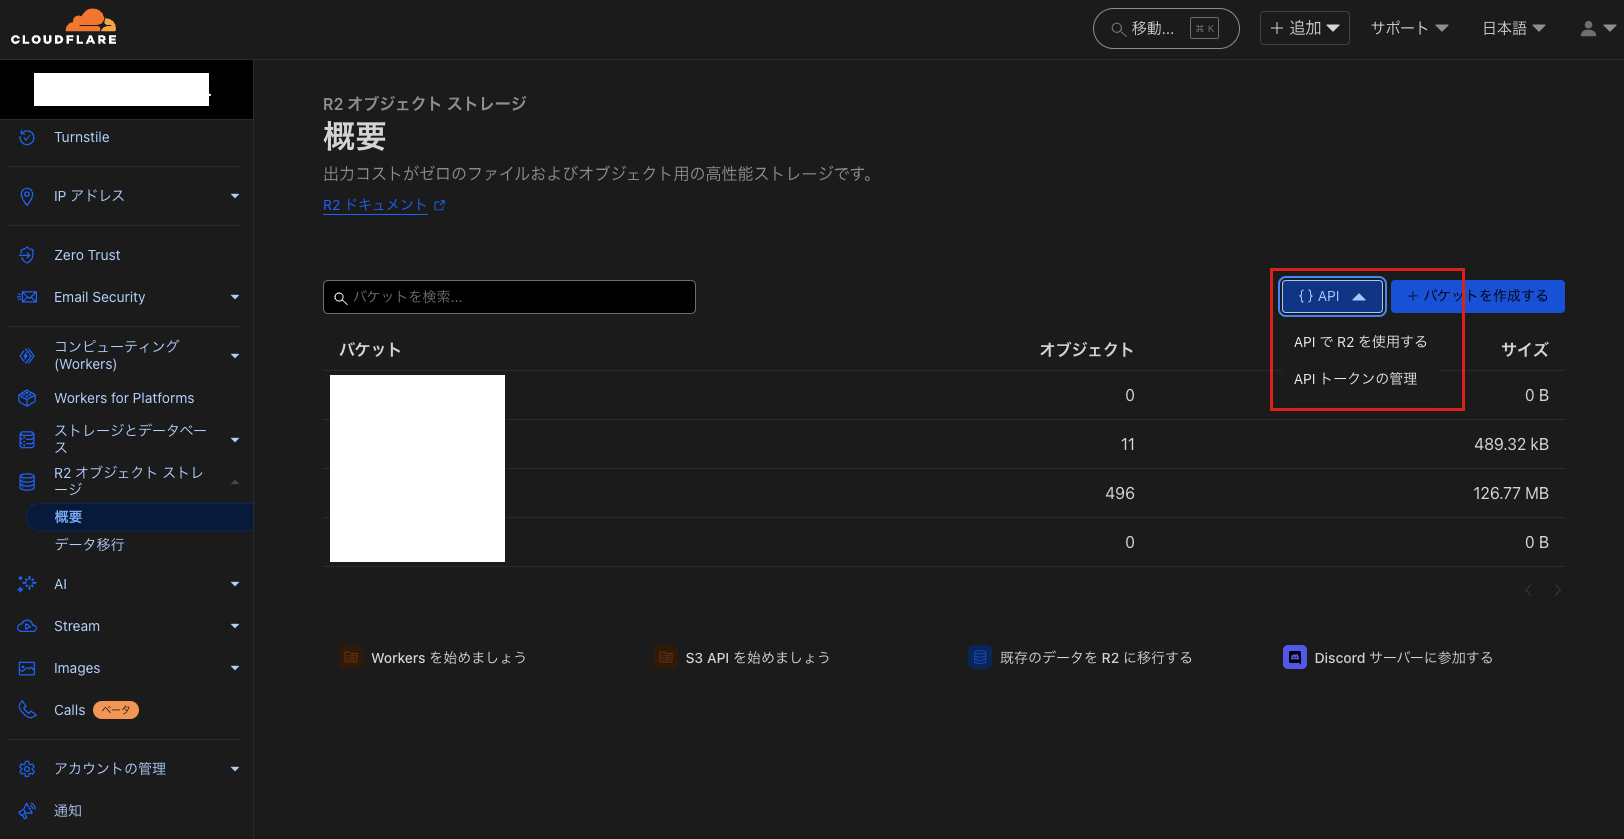 CLOUDFLARE
移動... ⌘ K
+ 追加
サポート
日本語
Turnstile
IP アドレス
Zero Trust
Email Security
コンピューティング
(Workers)
Workers for Platforms
ストレージとデータベー
ス
R2 オブジェクト ストレ
ージ
概要
データ移行
AI
Stream
Images
Calls ベータ
アカウントの管理
通知
R2 オブジェクト ストレージ
概要
出力コストがゼロのファイルおよびオブジェクト用の高性能ストレージです。
R2 ドキュメント
バケットを検索...
{ } API
+ バケットを作成する
API で R2 を使用する
API トークンの管理
バケット オブジェクト サイズ
0 0 B
11 489.32 kB
496 126.77 MB
0 0 B
Workers を始めましょう
S3 API を始めましょう
既存のデータを R2 に移行する
Discord サーバーに参加する